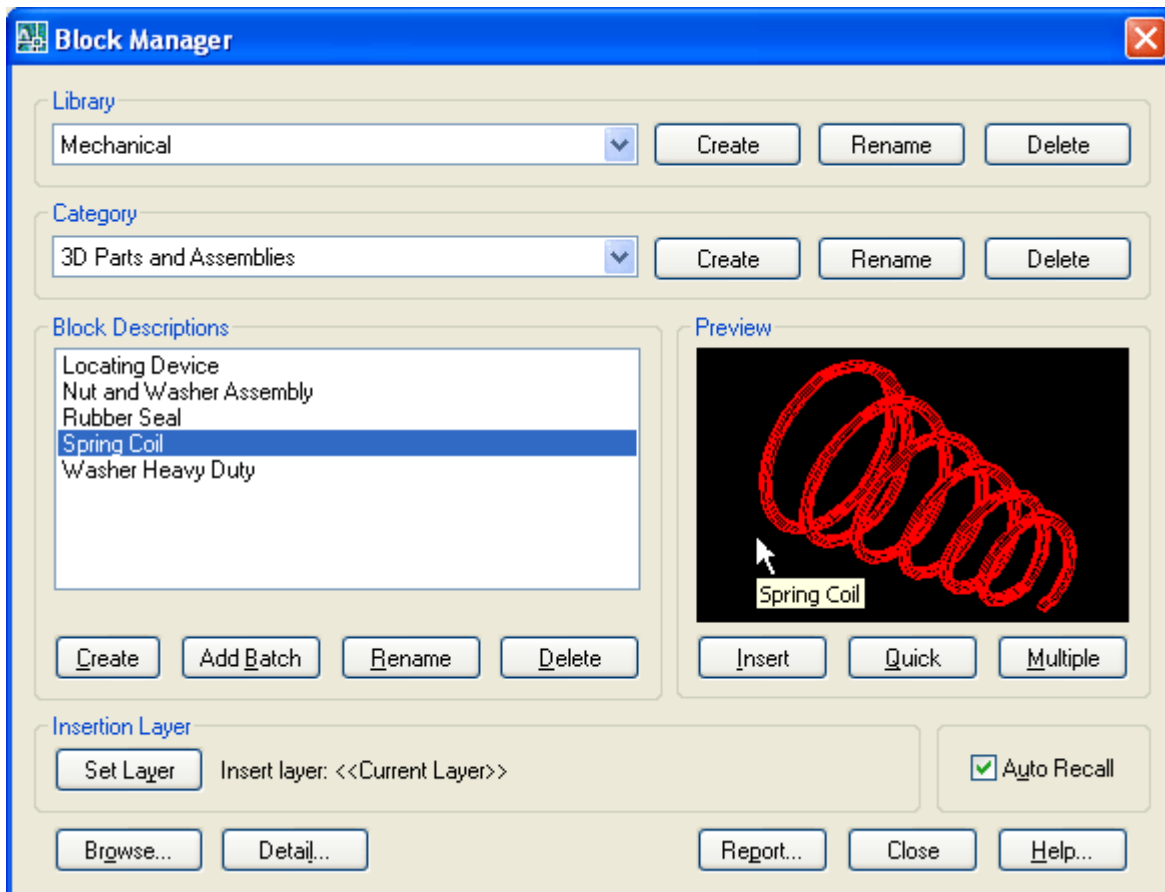 Block Manager
Library
Mechanical
Create Rename Delete
Category
3D Parts and Assemblies
Create Rename Delete
Block Descriptions
Locating Device
Nut and Washer Assembly
Rubber Seal
Spring Coil
Washer Heavy Duty
Create Add Batch Rename Delete
Preview
Spring Coil
Insert Quick Multiple
Insertion Layer
Set Layer Insert layer: <<Current Layer>>
Auto Recall
Browse... Detail... Report... Close Help...